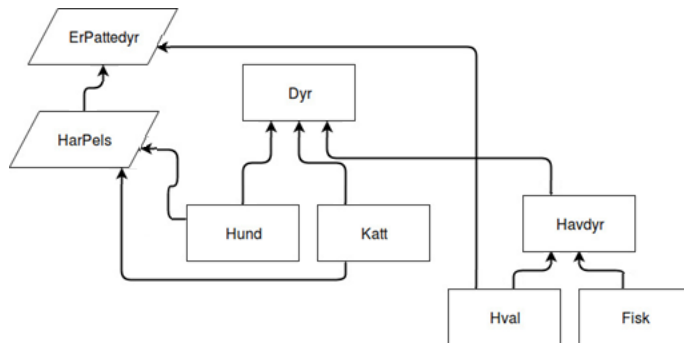 ErPattedyr
Dyr
HarPels
Hund
Katt
Havdyr
Hval
Fisk